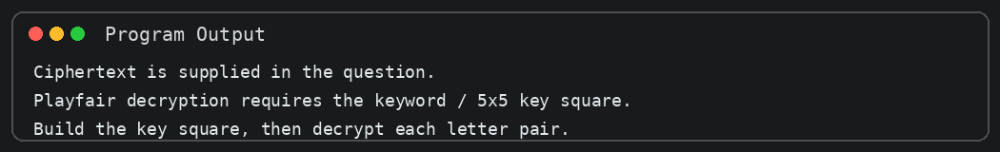 Program Output
Ciphertext is supplied in the question.
Playfair decryption requires the keyword / 5x5 key square.
Build the key square, then decrypt each letter pair.